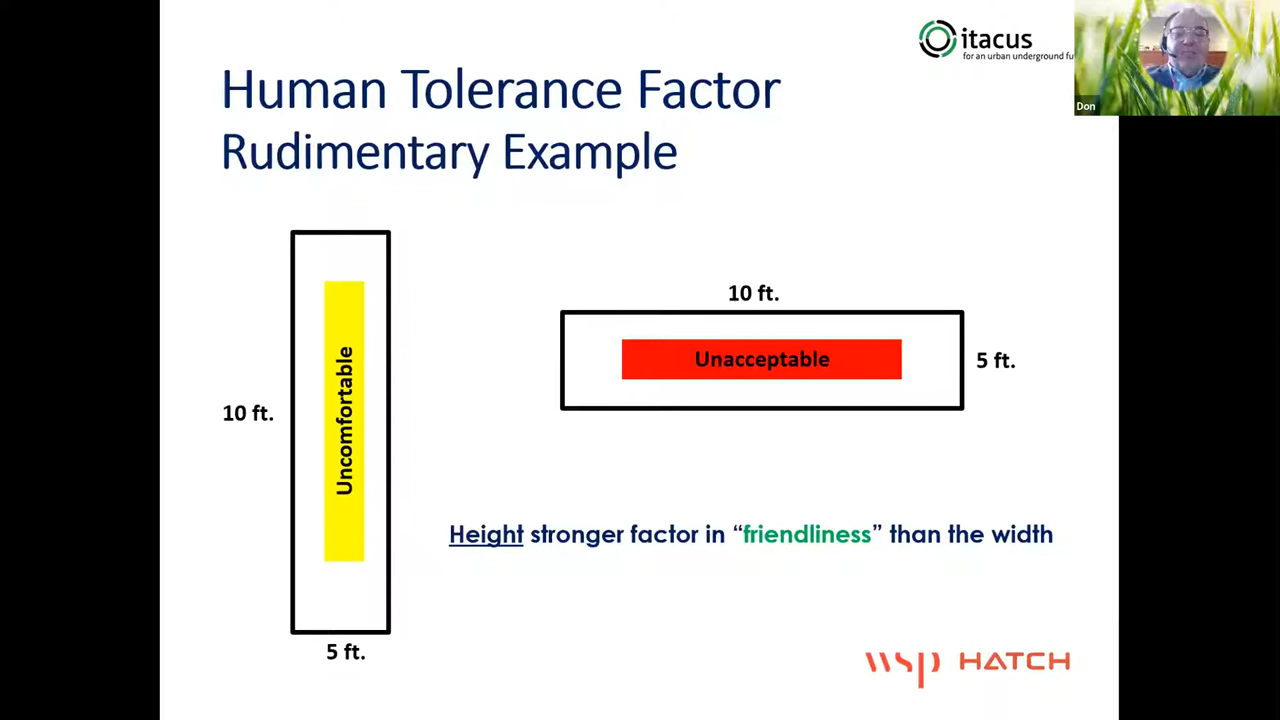 itacus
for an urban underground fu
Don
Human Tolerance Factor
Rudimentary Example
10 ft.
Uncomfortable
5 ft.
10 ft.
Unacceptable
5 ft.
Height stronger factor in “friendliness” than the width
wsp HATCH